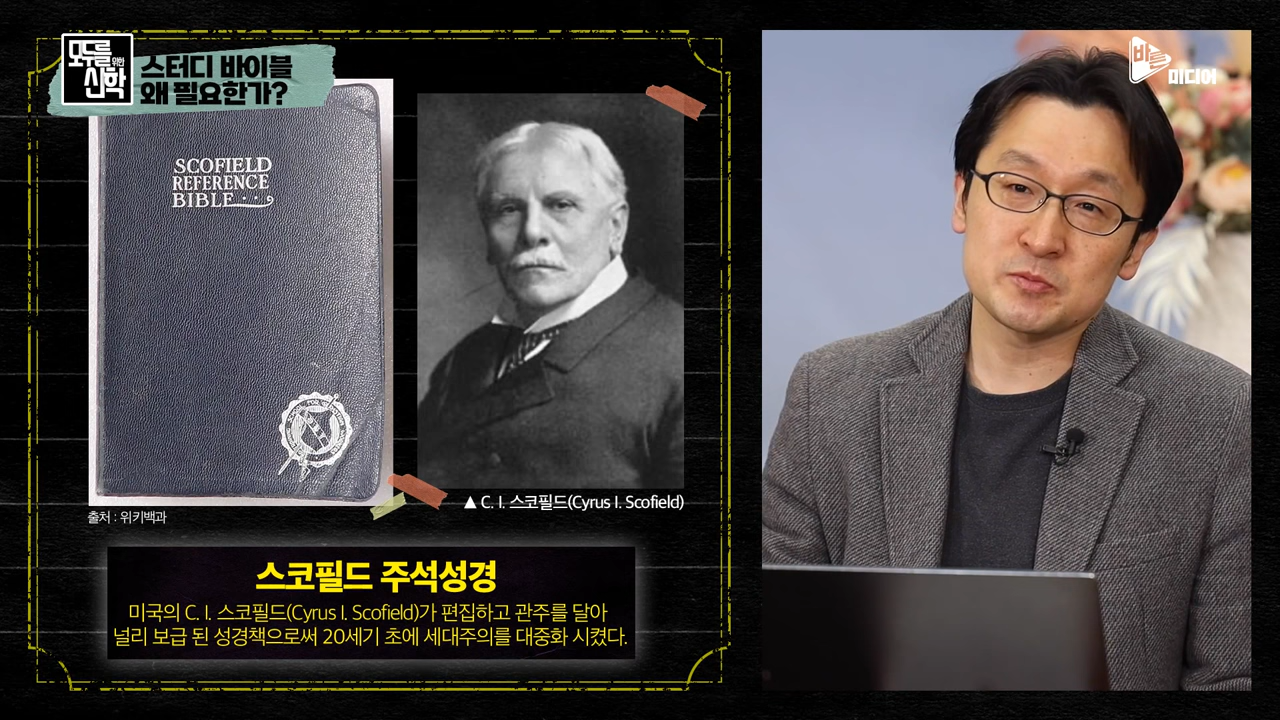 모두를
위한
신학
스터디 바이블
왜 필요한가?
바른
미디어
SCOFIELD
REFERENCE
BIBLE
▲ C. I. 스코필드(Cyrus I. Scofield)
출처 : 위키백과
스코필드 주석성경
미국의 C. I. 스코필드(Cyrus I. Scofield)가 편집하고 관주를 달아
널리 보급 된 성경책으로써 20세기 초에 세대주의를 대중화 시켰다.